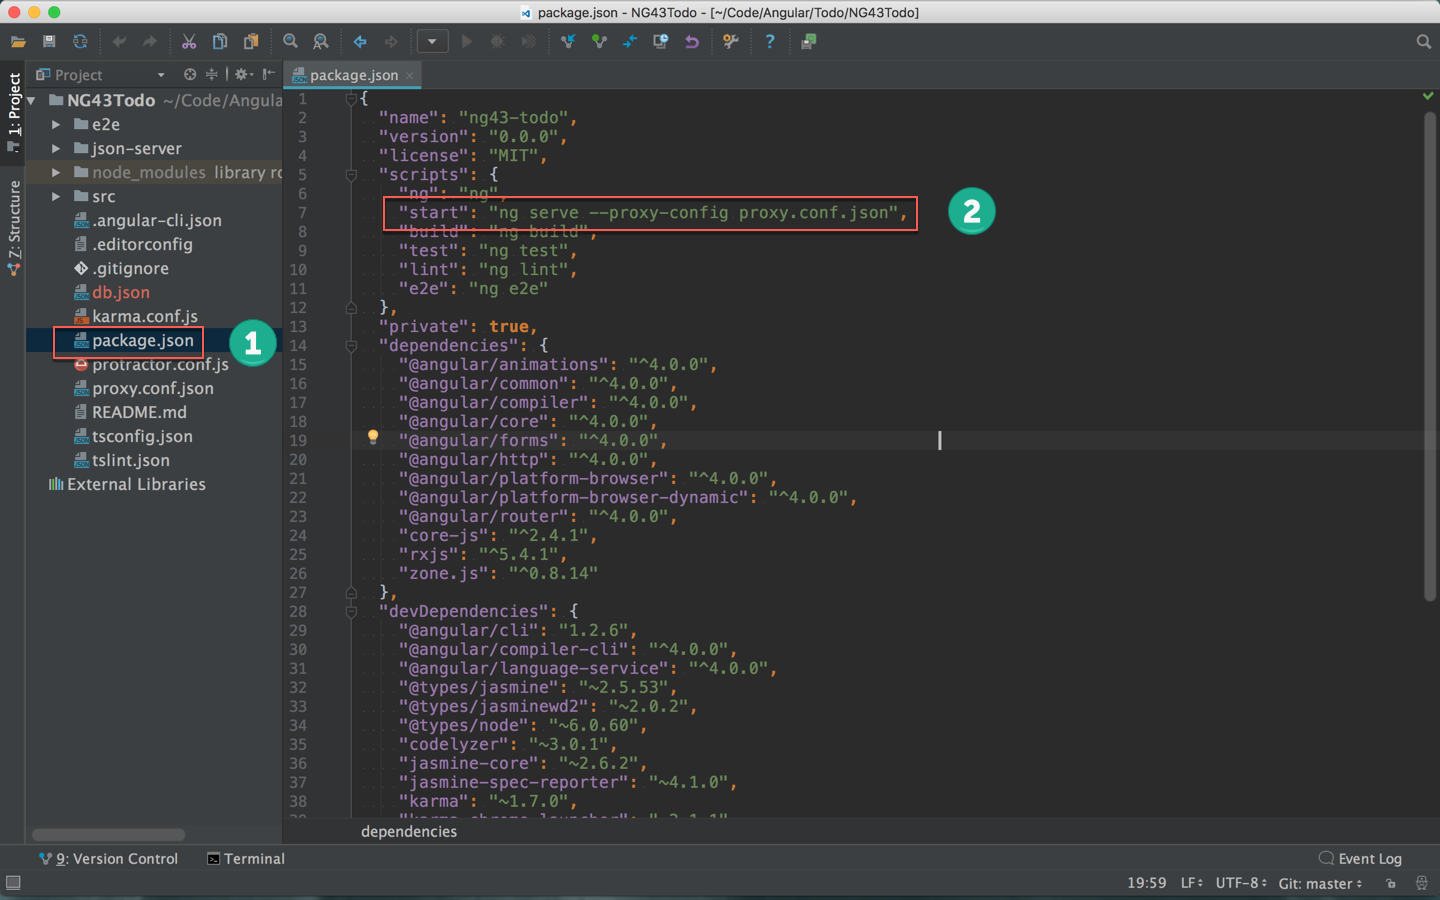 package.json - NG43Todo - [~/Code/Angular/Todo/NG43Todo]
Project
package.json
1: Project
Z: Structure
NG43Todo ~/Code/Angula
e2e
json-server
node_modules library ro
src
.angular-cli.json
.editorconfig
.gitignore
db.json
karma.conf.js
package.json
1
protractor.conf.js
proxy.conf.json
README.md
tsconfig.json
tslint.json
External Libraries
1 {
2 "name": "ng43-todo",
3 "version": "0.0.0",
4 "license": "MIT",
5 "scripts": {
6 "ng": "ng",
7 "start": "ng serve --proxy-config proxy.conf.json",
2
8 "build": "ng build",
9 "test": "ng test",
10 "lint": "ng lint",
11 "e2e": "ng e2e"
12 },
13 "private": true,
14 "dependencies": {
15 "@angular/animations": "^4.0.0",
16 "@angular/common": "^4.0.0",
17 "@angular/compiler": "^4.0.0",
18 "@angular/core": "^4.0.0",
19 "@angular/forms": "^4.0.0",
20 "@angular/http": "^4.0.0",
21 "@angular/platform-browser": "^4.0.0",
22 "@angular/platform-browser-dynamic": "^4.0.0",
23 "@angular/router": "^4.0.0",
24 "core-js": "^2.4.1",
25 "rxjs": "^5.4.1",
26 "zone.js": "^0.8.14"
27 },
28 "devDependencies": {
29 "@angular/cli": "1.2.6",
30 "@angular/compiler-cli": "^4.0.0",
31 "@angular/language-service": "^4.0.0",
32 "@types/jasmine": "~2.5.53",
33 "@types/jasminewd2": "~2.0.2",
34 "@types/node": "~6.0.60",
35 "codelyzer": "~3.0.1",
36 "jasmine-core": "~2.6.2",
37 "jasmine-spec-reporter": "~4.1.0",
38 "karma": "~1.7.0",
dependencies
9: Version Control
Terminal
Event Log
19:59 LF UTF-8 Git: master